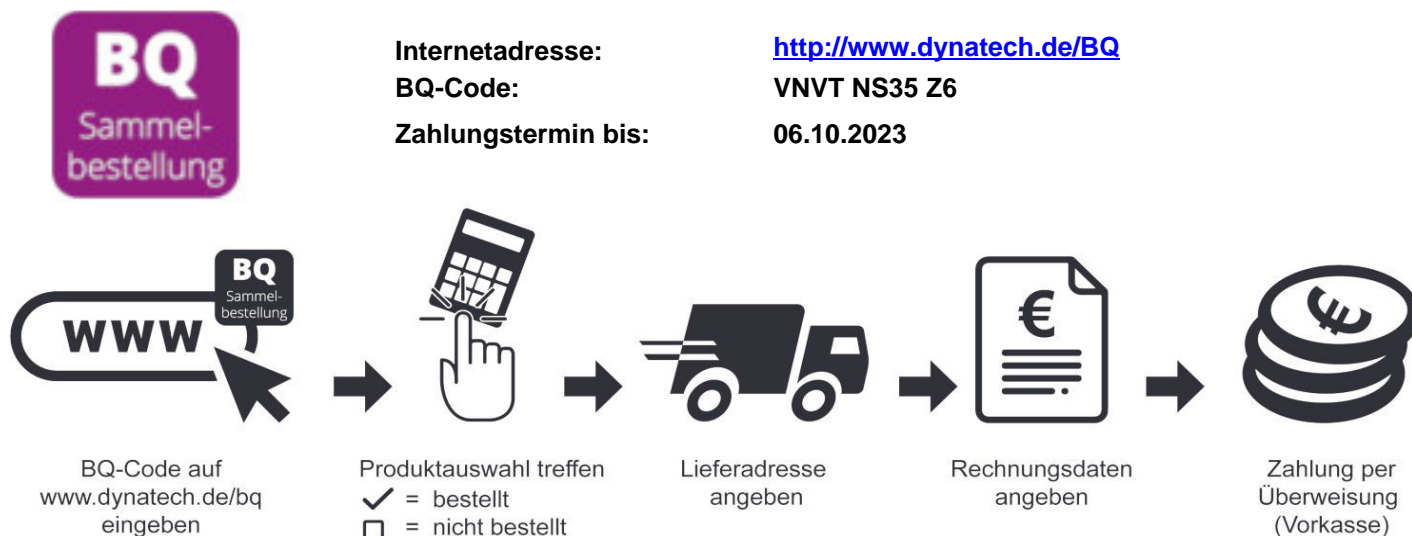 BQ
Sammel-
bestellung
Internetadresse: http://www.dynatech.de/BQ
BQ-Code: VNVT NS35 Z6
Zahlungstermin bis: 06.10.2023
BQ
Sammel-
bestellung
www
€
€
BQ-Code auf
www.dynatech.de/bq
eingeben
Produktauswahl treffen
✓ = bestellt
☐ = nicht bestellt
Lieferadresse
angeben
Rechnungsdaten
angeben
Zahlung per
Überweisung
(Vorkasse)